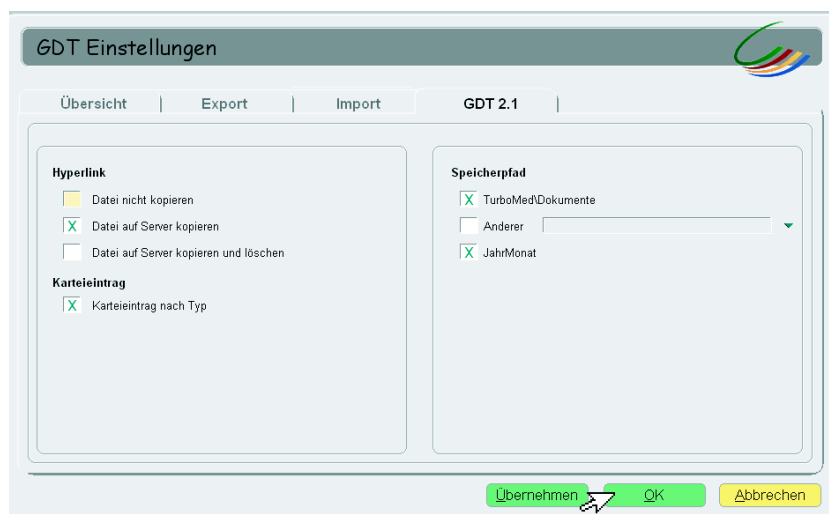 GDT Einstellungen
Übersicht
Export
Import
GDT 2.1
Hyperlink
Datei nicht kopieren
X Datei auf Server kopieren
Datei auf Server kopieren und löschen
Karteieintrag
X Karteieintrag nach Typ
Speicherpfad
X TurboMed\Dokumente
Anderer
X JahrMonat
Übernehmen
OK
Abbrechen